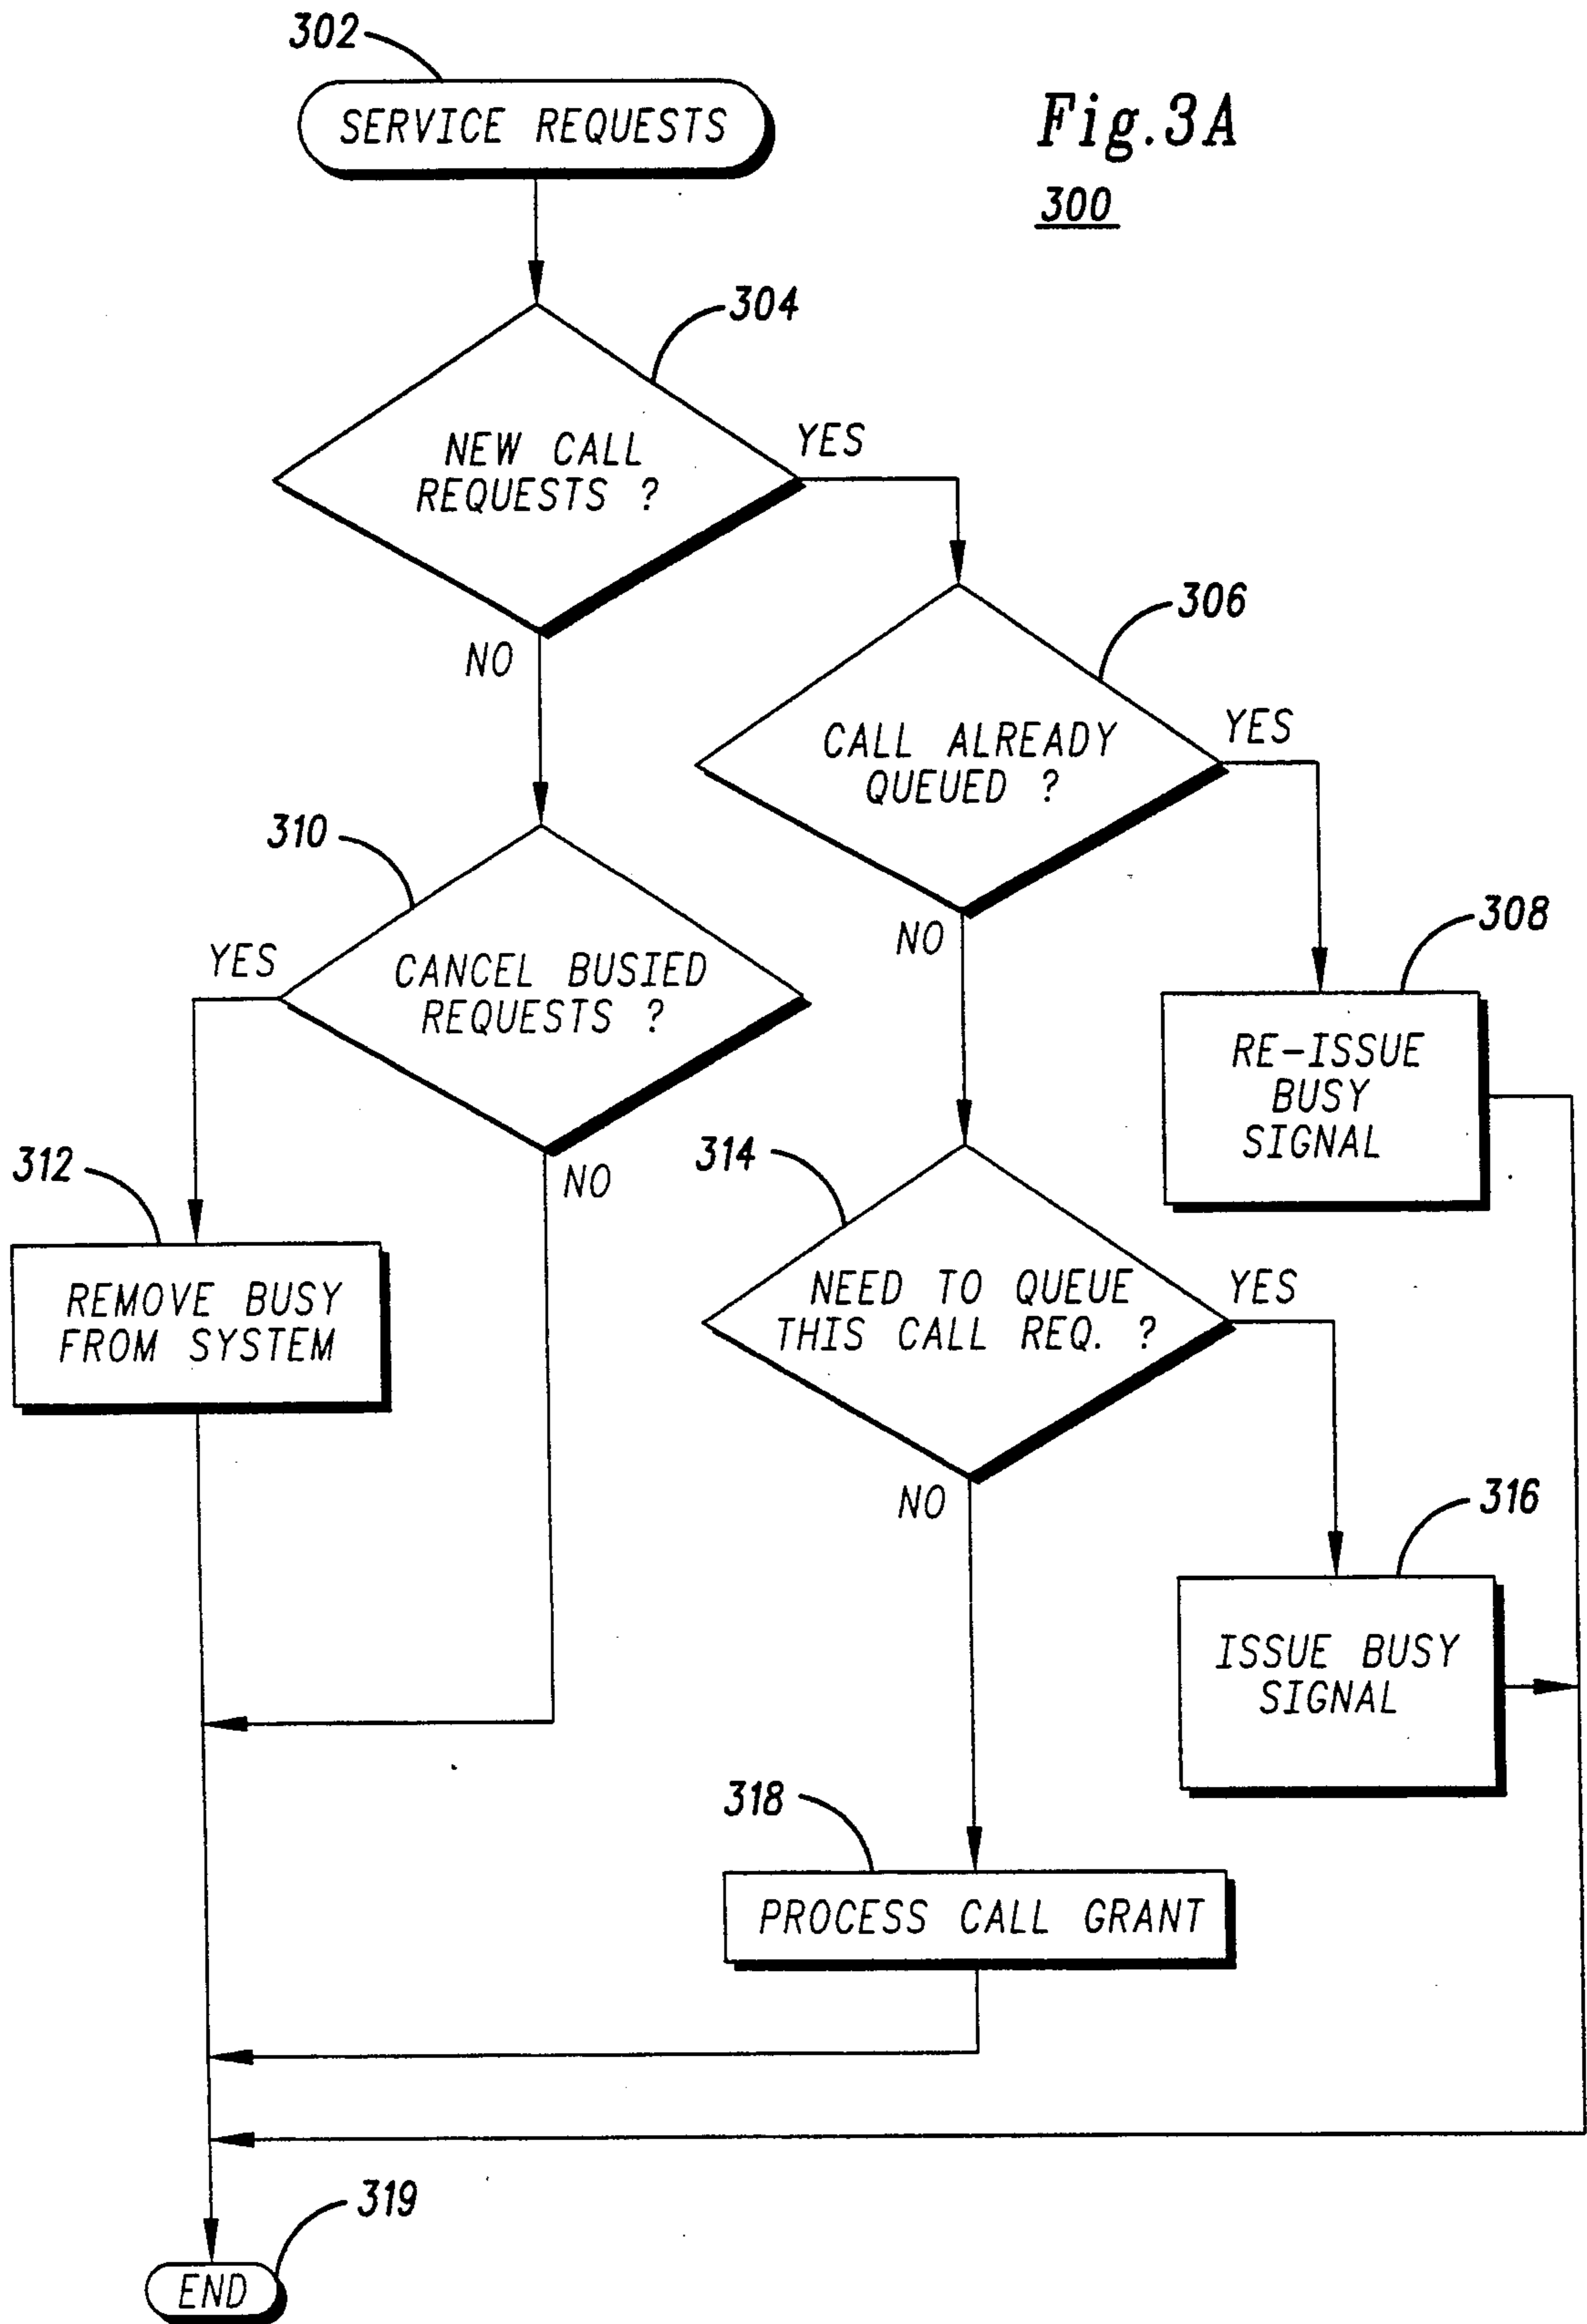 302
SERVICE REQUESTS
Fig.3A
300
304
NEW CALL
REQUESTS ?
YES
NO
306
CALL ALREADY
QUEUED ?
YES
NO
310
CANCEL BUSIED
REQUESTS ?
YES
NO
308
RE-ISSUE
BUSY
SIGNAL
312
REMOVE BUSY
FROM SYSTEM
314
NEED TO QUEUE
THIS CALL REQ. ?
YES
NO
316
ISSUE BUSY
SIGNAL
318
PROCESS CALL GRANT
319
END